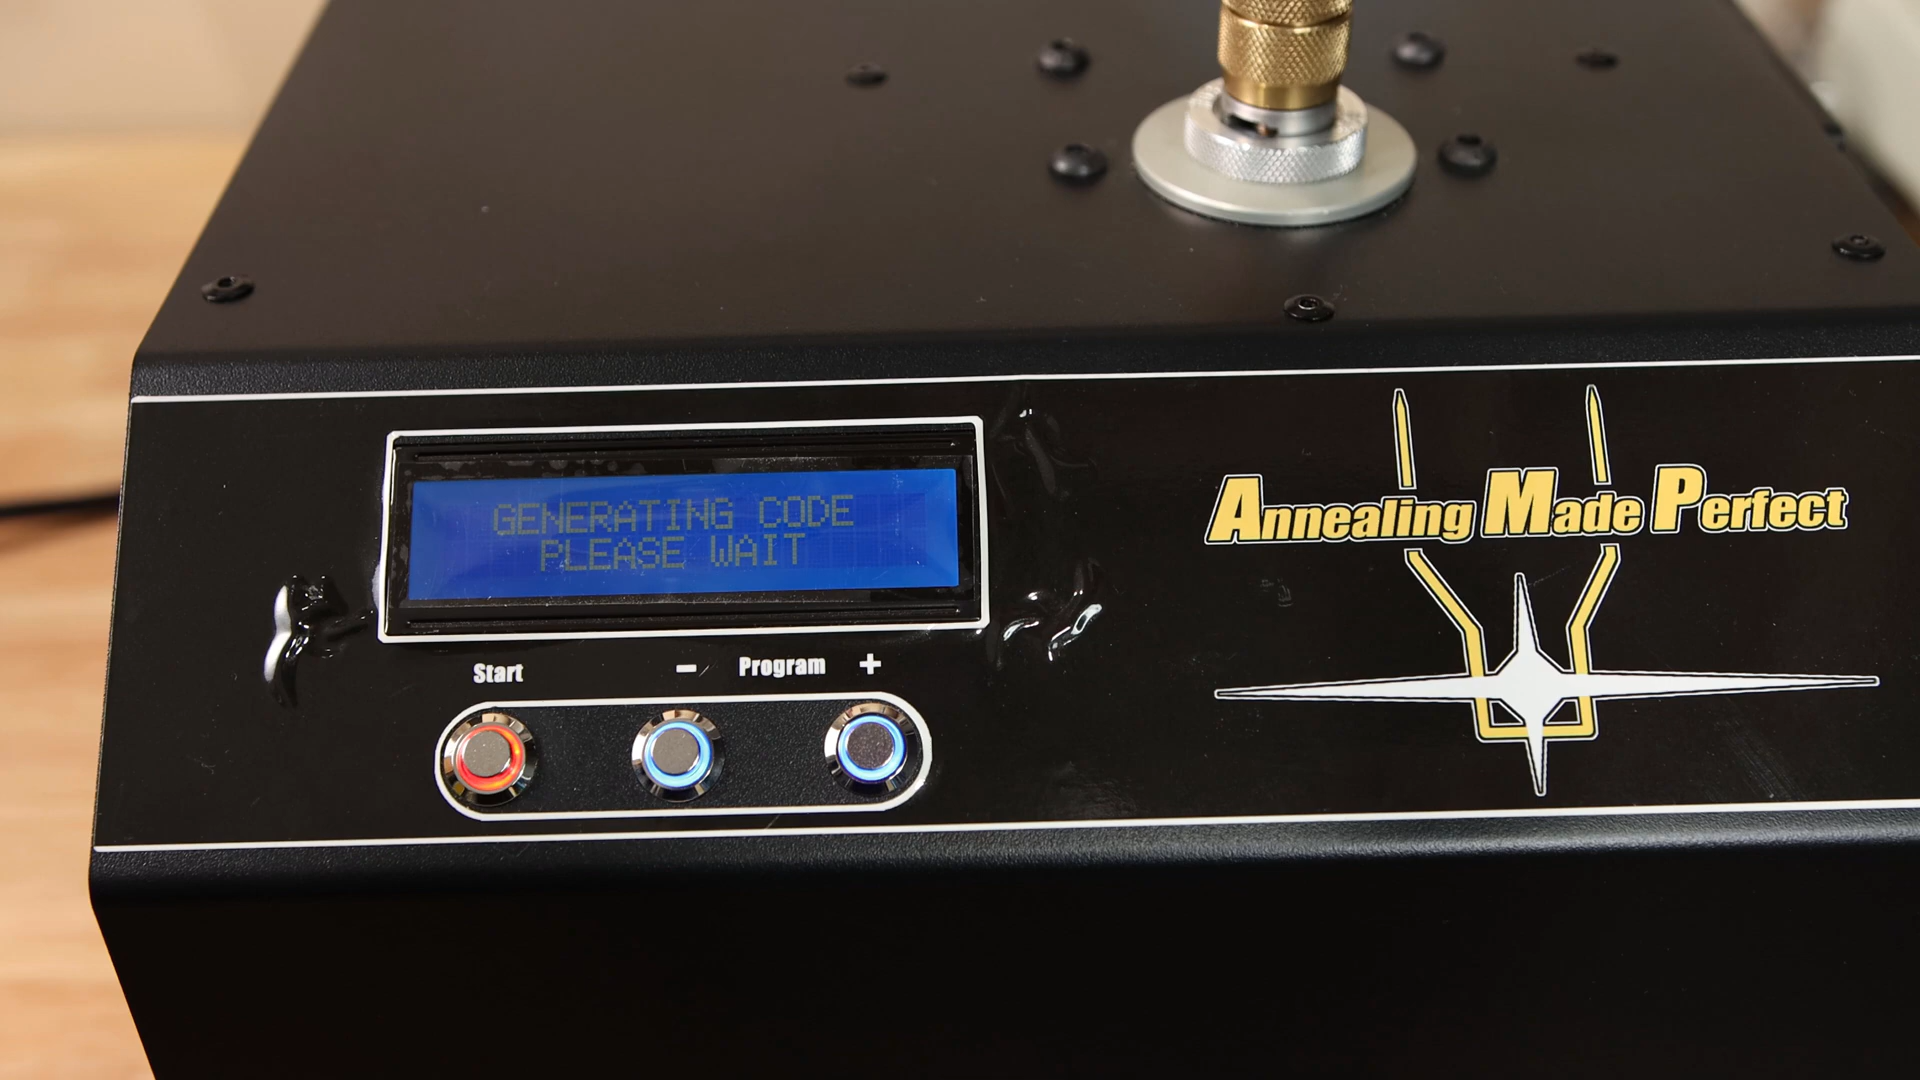 GENERATING CODE
PLEASE WAIT
Start
- Program +
Annealing Made Perfect